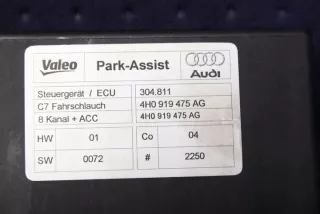 Valeo Park-Assist Audi
Steuergerät / ECU 304.811
C7 Fahrschlauch 4H0 919 475 AG
8 Kanal + ACC 4H0 919 475 AG
HW 01 Co 04
SW 0072 # 2250